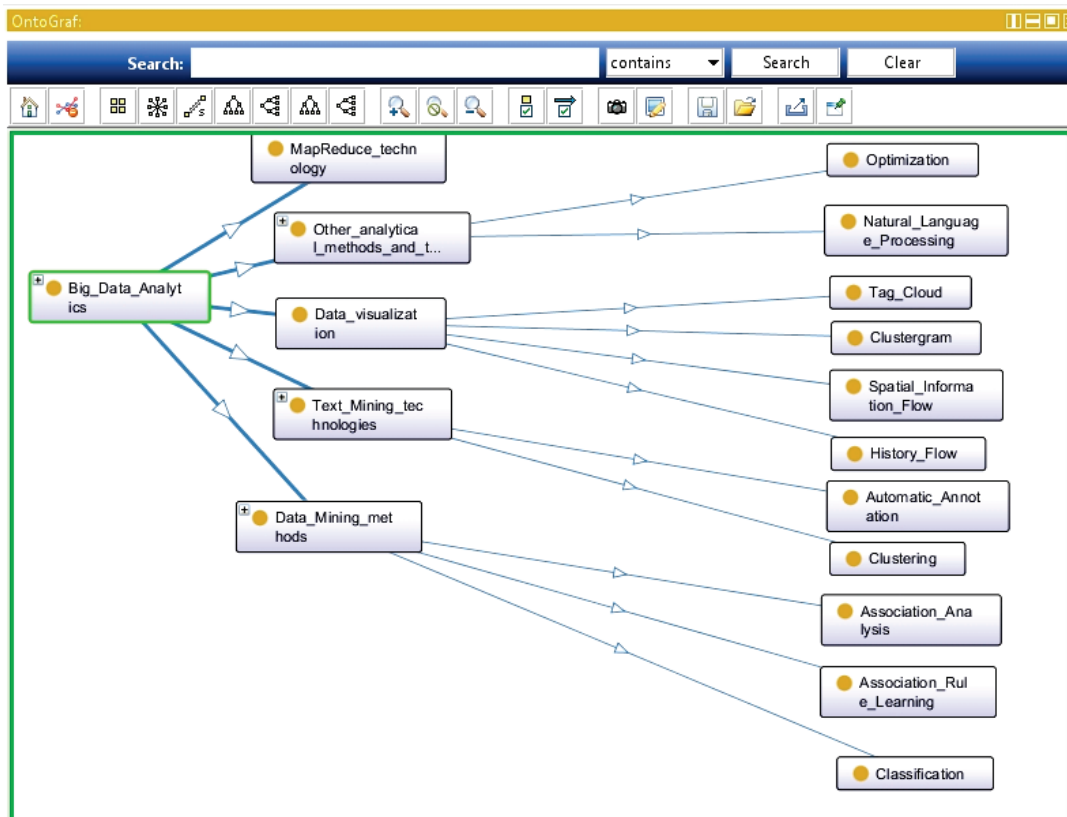 OntoGraf:
Search:
contains
Search
Clear
MapReduce_techn
ology
Other_analytica
l_methods_and_t...
Big_Data_Analyt
ics
Data_visualizat
ion
Text_Mining_tec
hnologies
Data_Mining_met
hods
Optimization
Natural_Languag
e_Processing
Tag_Cloud
Clustergram
Spatial_Informa
tion_Flow
History_Flow
Automatic_Annot
ation
Clustering
Association_Ana
lysis
Association_Rul
e_Learning
Classification